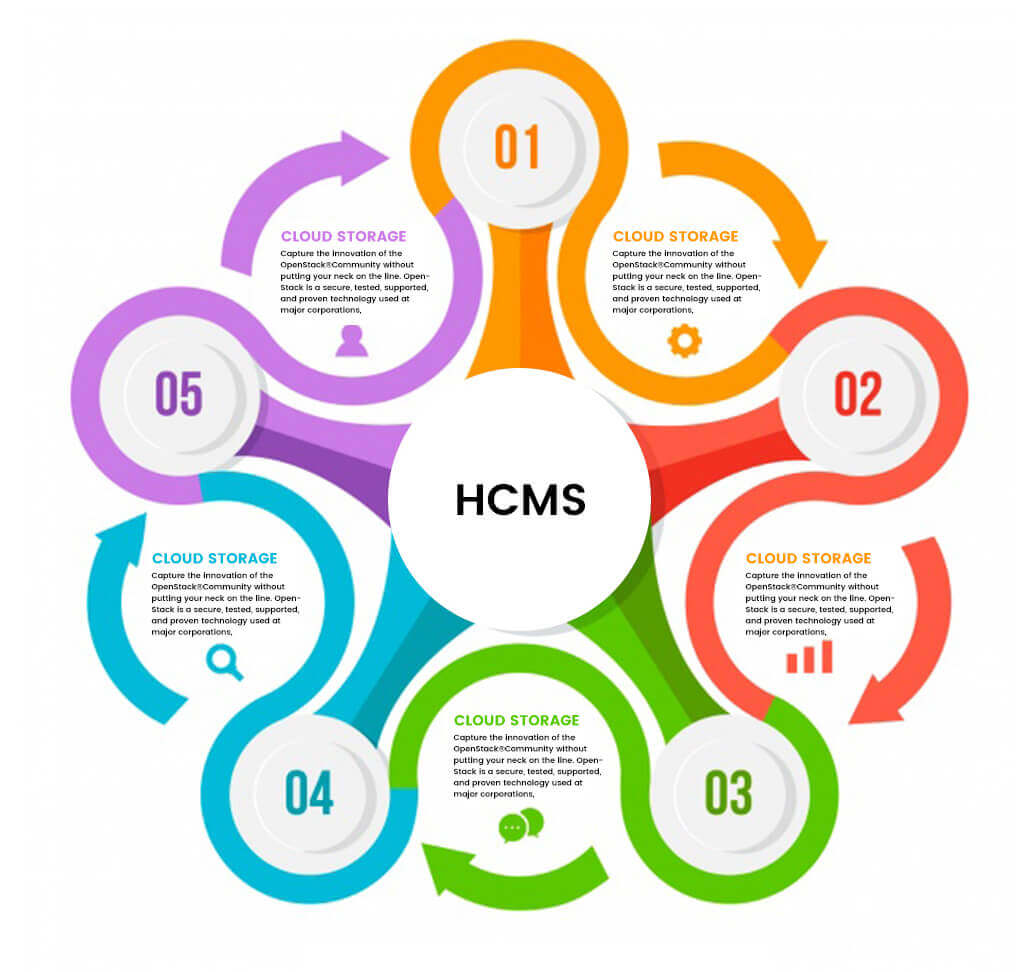 01
CLOUD STORAGE
Capture the innovation of the
OpenStack®Community without
putting your neck on the line. Open-
Stack is a secure, tested, supported,
and proven technology used at
major corporations,
CLOUD STORAGE
Capture the innovation of the
OpenStack®Community without
putting your neck on the line. Open-
Stack is a secure, tested, supported,
and proven technology used at
major corporations,
05
02
HCMS
CLOUD STORAGE
Capture the innovation of the
OpenStack®Community without
putting your neck on the line. Open-
Stack is a secure, tested, supported,
and proven technology used at
major corporations,
CLOUD STORAGE
Capture the innovation of the
OpenStack®Community without
putting your neck on the line. Open-
Stack is a secure, tested, supported,
and proven technology used at
major corporations,
CLOUD STORAGE
Capture the innovation of the
OpenStack®Community without
putting your neck on the line. Open-
Stack is a secure, tested, supported,
and proven technology used at
major corporations,
04
03